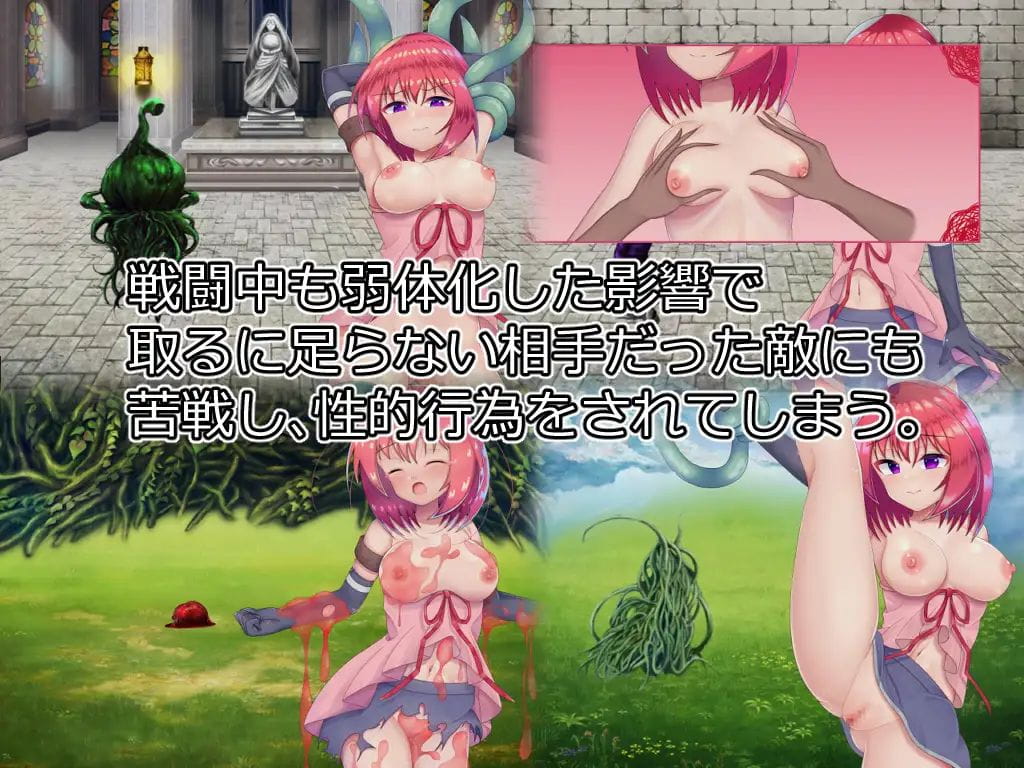 戦闘中も弱体化した影響で
取るに足らない相手だった敵にも
苦戦し、性的行為をされてしまう。